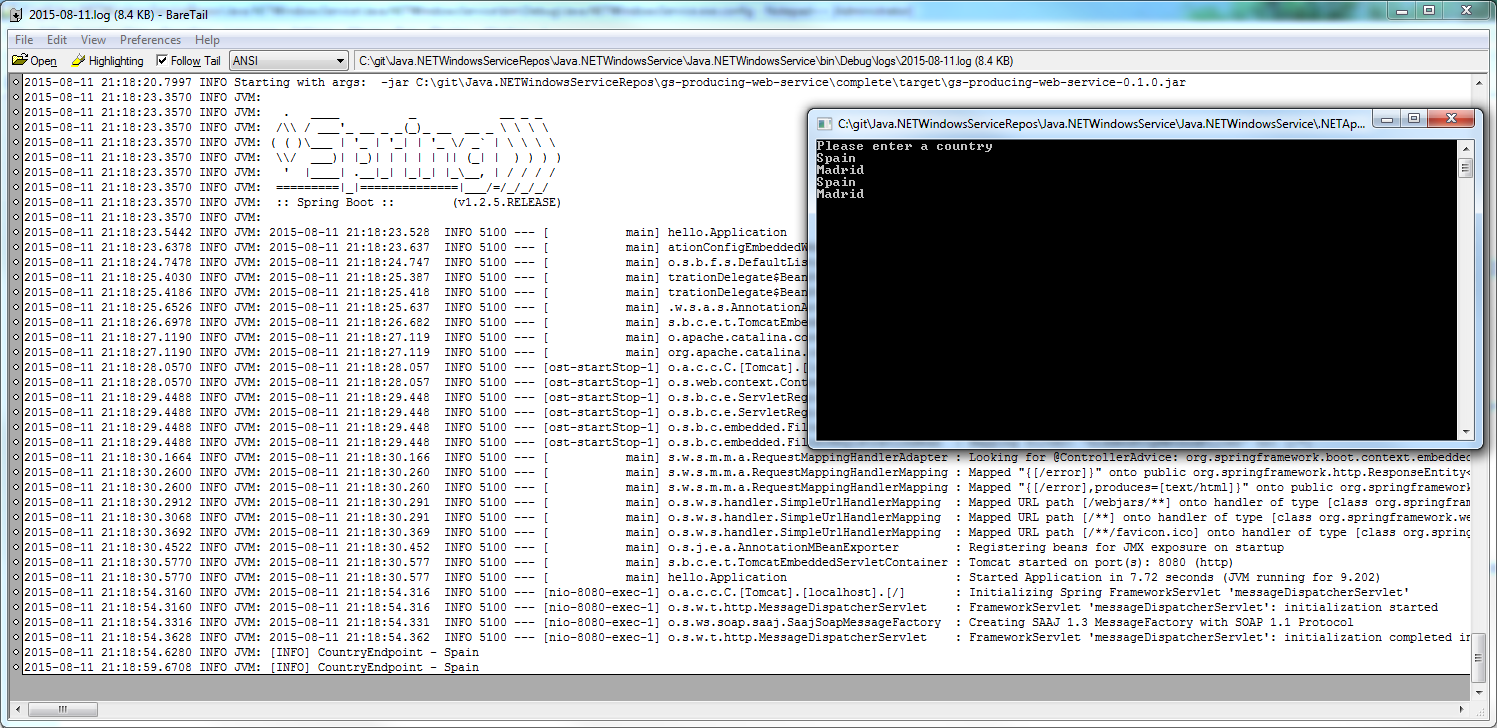 2015-08-11.log (8.4 KB) - BareTail
File Edit View Preferences Help
Open Highlighting Follow Tail ANSI C:\git\Java.NETWindowsServiceRepos\Java.NETWindowsService\Java.NETWindowsService\bin\Debug\logs\2015-08-11.log (8.4 KB)
2015-08-11 21:18:20.7997 INFO Starting with args:  -jar C:\git\Java.NETWindowsServiceRepos\gs-producing-web-service\complete\target\gs-producing-web-service-0.1.0.jar
2015-08-11 21:18:23.3570 INFO JVM:
2015-08-11 21:18:23.3570 INFO JVM:   .   ____          _            __ _ _
2015-08-11 21:18:23.3570 INFO JVM:  /\\ / ___'_ __ _ _(_)_ __  __ _ \ \ \ \
2015-08-11 21:18:23.3570 INFO JVM: ( ( )\___ | '_ | '_| | '_ \/ _` | \ \ \ \
2015-08-11 21:18:23.3570 INFO JVM:  \\/  ___)| |_)| | | | | || (_| |  ) ) ) )
2015-08-11 21:18:23.3570 INFO JVM:   '  |____| .__|_| |_|_| |_\__, | / / / /
2015-08-11 21:18:23.3570 INFO JVM:  =========|_|==============|___/=/_/_/_/
2015-08-11 21:18:23.3570 INFO JVM:  :: Spring Boot ::        (v1.2.5.RELEASE)
2015-08-11 21:18:23.3570 INFO JVM:
2015-08-11 21:18:23.5442 INFO JVM: 2015-08-11 21:18:23.528  INFO 5100 --- [           main] hello.Application
2015-08-11 21:18:23.6378 INFO JVM: 2015-08-11 21:18:23.637  INFO 5100 --- [           main] ationConfigEmbeddedW
2015-08-11 21:18:24.7478 INFO JVM: 2015-08-11 21:18:24.747  INFO 5100 --- [           main] o.s.b.f.s.DefaultLis
2015-08-11 21:18:25.4030 INFO JVM: 2015-08-11 21:18:25.387  INFO 5100 --- [           main] trationDelegate$Bean
2015-08-11 21:18:25.4186 INFO JVM: 2015-08-11 21:18:25.418  INFO 5100 --- [           main] trationDelegate$Bean
2015-08-11 21:18:25.6526 INFO JVM: 2015-08-11 21:18:25.637  INFO 5100 --- [           main] .w.s.a.s.AnnotationA
2015-08-11 21:18:26.6978 INFO JVM: 2015-08-11 21:18:26.682  INFO 5100 --- [           main] s.b.c.e.t.TomcatEmbe
2015-08-11 21:18:27.1190 INFO JVM: 2015-08-11 21:18:27.119  INFO 5100 --- [           main] o.apache.catalina.co
2015-08-11 21:18:27.1190 INFO JVM: 2015-08-11 21:18:27.119  INFO 5100 --- [           main] org.apache.catalina.
2015-08-11 21:18:28.0570 INFO JVM: 2015-08-11 21:18:28.057  INFO 5100 --- [ost-startStop-1] o.a.c.c.C.[Tomcat].[
2015-08-11 21:18:28.0570 INFO JVM: 2015-08-11 21:18:28.057  INFO 5100 --- [ost-startStop-1] o.s.web.context.Cont
2015-08-11 21:18:29.4488 INFO JVM: 2015-08-11 21:18:29.448  INFO 5100 --- [ost-startStop-1] o.s.b.c.e.ServletReg
2015-08-11 21:18:29.4488 INFO JVM: 2015-08-11 21:18:29.448  INFO 5100 --- [ost-startStop-1] o.s.b.c.e.ServletReg
2015-08-11 21:18:29.4488 INFO JVM: 2015-08-11 21:18:29.448  INFO 5100 --- [ost-startStop-1] o.s.b.c.embedded.Fil
2015-08-11 21:18:29.4488 INFO JVM: 2015-08-11 21:18:29.448  INFO 5100 --- [ost-startStop-1] o.s.b.c.embedded.Fil
2015-08-11 21:18:30.1664 INFO JVM: 2015-08-11 21:18:30.166  INFO 5100 --- [           main] s.w.s.m.m.a.RequestMappingHandlerAdapter : Looking for @ControllerAdvice: org.springframework.boot.context.embedded
2015-08-11 21:18:30.2600 INFO JVM: 2015-08-11 21:18:30.260  INFO 5100 --- [           main] s.w.s.m.m.a.RequestMappingHandlerMapping : Mapped "{[/error]}" onto public org.springframework.http.ResponseEntity<
2015-08-11 21:18:30.2600 INFO JVM: 2015-08-11 21:18:30.260  INFO 5100 --- [           main] s.w.s.m.m.a.RequestMappingHandlerMapping : Mapped "{[/error],produces=[text/html]}" onto public org.springframework
2015-08-11 21:18:30.2912 INFO JVM: 2015-08-11 21:18:30.291  INFO 5100 --- [           main] o.s.w.s.handler.SimpleUrlHandlerMapping  : Mapped URL path [/webjars/**] onto handler of type [class org.springfram
2015-08-11 21:18:30.3068 INFO JVM: 2015-08-11 21:18:30.291  INFO 5100 --- [           main] o.s.w.s.handler.SimpleUrlHandlerMapping  : Mapped URL path [/**] onto handler of type [class org.springframework.we
2015-08-11 21:18:30.3692 INFO JVM: 2015-08-11 21:18:30.369  INFO 5100 --- [           main] o.s.w.s.handler.SimpleUrlHandlerMapping  : Mapped URL path [/**/favicon.ico] onto handler of type [class org.spring
2015-08-11 21:18:30.4522 INFO JVM: 2015-08-11 21:18:30.452  INFO 5100 --- [           main] o.s.j.e.a.AnnotationMBeanExporter        : Registering beans for JMX exposure on startup
2015-08-11 21:18:30.5770 INFO JVM: 2015-08-11 21:18:30.577  INFO 5100 --- [           main] s.b.c.e.t.TomcatEmbeddedServletContainer : Tomcat started on port(s): 8080 (http)
2015-08-11 21:18:30.5770 INFO JVM: 2015-08-11 21:18:30.577  INFO 5100 --- [           main] hello.Application                        : Started Application in 7.72 seconds (JVM running for 9.202)
2015-08-11 21:18:54.3160 INFO JVM: 2015-08-11 21:18:54.316  INFO 5100 --- [nio-8080-exec-1] o.a.c.c.C.[Tomcat].[localhost].[/]       : Initializing Spring FrameworkServlet 'messageDispatcherServlet'
2015-08-11 21:18:54.3160 INFO JVM: 2015-08-11 21:18:54.316  INFO 5100 --- [nio-8080-exec-1] o.s.w.t.http.MessageDispatcherServlet    : FrameworkServlet 'messageDispatcherServlet': initialization started
2015-08-11 21:18:54.3316 INFO JVM: 2015-08-11 21:18:54.331  INFO 5100 --- [nio-8080-exec-1] o.s.ws.soap.saaj.SaajSoapMessageFactory  : Creating SAAJ 1.3 MessageFactory with SOAP 1.1 Protocol
2015-08-11 21:18:54.3628 INFO JVM: 2015-08-11 21:18:54.362  INFO 5100 --- [nio-8080-exec-1] o.s.w.t.http.MessageDispatcherServlet    : FrameworkServlet 'messageDispatcherServlet': initialization completed in
2015-08-11 21:18:54.6280 INFO JVM: [INFO] CountryEndpoint - Spain
2015-08-11 21:18:59.6708 INFO JVM: [INFO] CountryEndpoint - Spain
C:\git\Java.NETWindowsServiceRepos\Java.NETWindowsService\Java.NETWindowsService\.NETAp...
Please enter a country
Spain
Madrid
Spain
Madrid